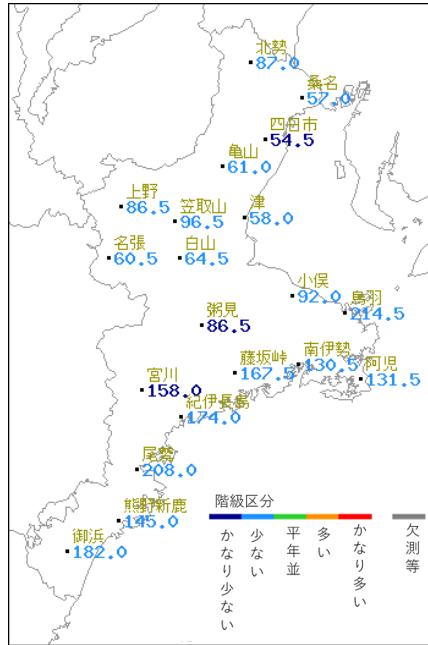 北勢
87.0
桑名
57.0
四日市
54.5
亀山
61.0
上野
86.5
笠取山
96.5
津
58.0
名張
60.5
白山
64.5
小俣
92.0
鳥羽
214.5
粥見
86.5
藤坂峠
167.5
南伊勢
130.5
阿児
131.5
宮川
158.0
紀伊長島
174.0
尾鷲
208.0
熊野新鹿
145.0
御浜
182.0
階級区分
かなり少ない
少ない
平年並
多い
かなり多い
欠測等